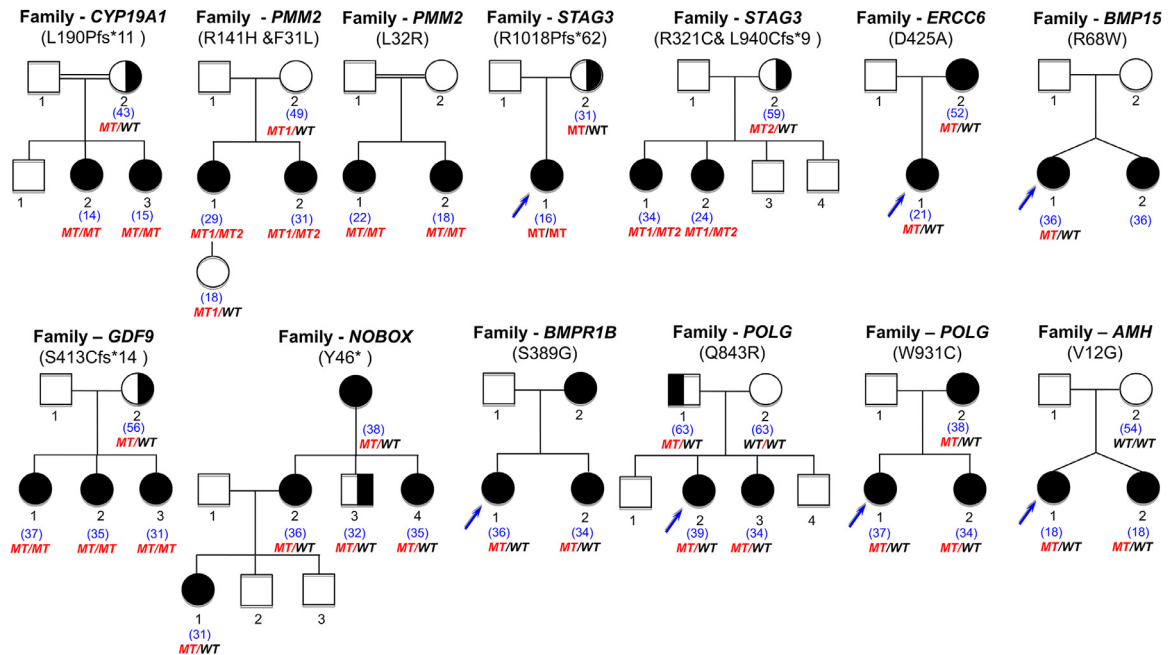 Family - CYP19A1
(L190Pfs*11 )
1
2
(43)
MT/WT
1
2
3
(14)
(15)
MT/MT
MT/MT
Family - PMM2
(R141H &F31L)
1
2
(49)
MT1/WT
1
2
(29)
(31)
MT1/MT2
MT1/MT2
(18)
MT1/WT
Family - PMM2
(L32R)
1
2
1
2
(22)
(18)
MT/MT
MT/MT
Family - STAG3
(R1018Pfs*62)
1
2
(31)
MT/WT
1
(16)
MT/MT
Family - STAG3
(R321C& L940Cfs*9 )
1
2
(59)
MT2/WT
1
2
3
4
(34)
(24)
MT1/MT2
MT1/MT2
Family - ERCC6
(D425A)
1
2
(52)
MT/WT
1
(21)
MT/WT
Family - BMP15
(R68W)
1
2
1
2
(36)
(36)
MT/WT
Family – GDF9
(S413Cfs*14 )
1
2
(56)
MT/WT
1
2
3
(37)
(35)
(31)
MT/MT
MT/MT
MT/MT
Family - NOBOX
(Y46* )
(38)
MT/WT
1
2
3
4
(36)
(32)
(35)
MT/WT
MT/WT
MT/WT
1
2
3
(31)
MT/WT
Family - BMPR1B
(S389G)
1
2
1
2
(36)
(34)
MT/WT
MT/WT
Family - POLG
(Q843R)
1
2
(63)
(63)
MT/WT
WT/WT
1
2
3
4
(39)
(34)
MT/WT
MT/WT
Family – POLG
(W931C)
1
2
(38)
MT/WT
1
2
(37)
(34)
MT/WT
MT/WT
Family – AMH
(V12G)
1
2
(54)
WT/WT
1
2
(18)
(18)
MT/WT
MT/WT